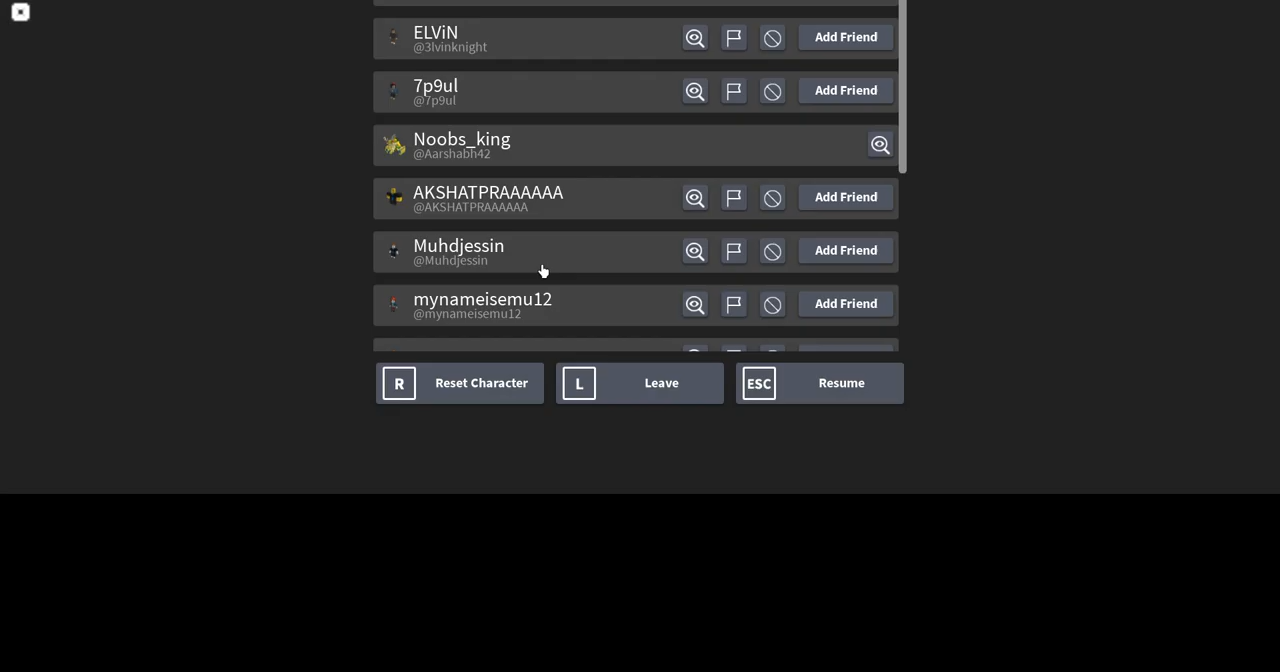 ELViN
@3lvinknight
Add Friend
7p9ul
@7p9ul
Add Friend
Noobs_king
@Aarshabh42
AKSHATPRAAAAAA
@AKSHATPRAAAAAA
Add Friend
Muhdjessin
@Muhdjessin
Add Friend
mynameisemu12
@mynameisemu12
Add Friend
R Reset Character
L Leave
ESC Resume